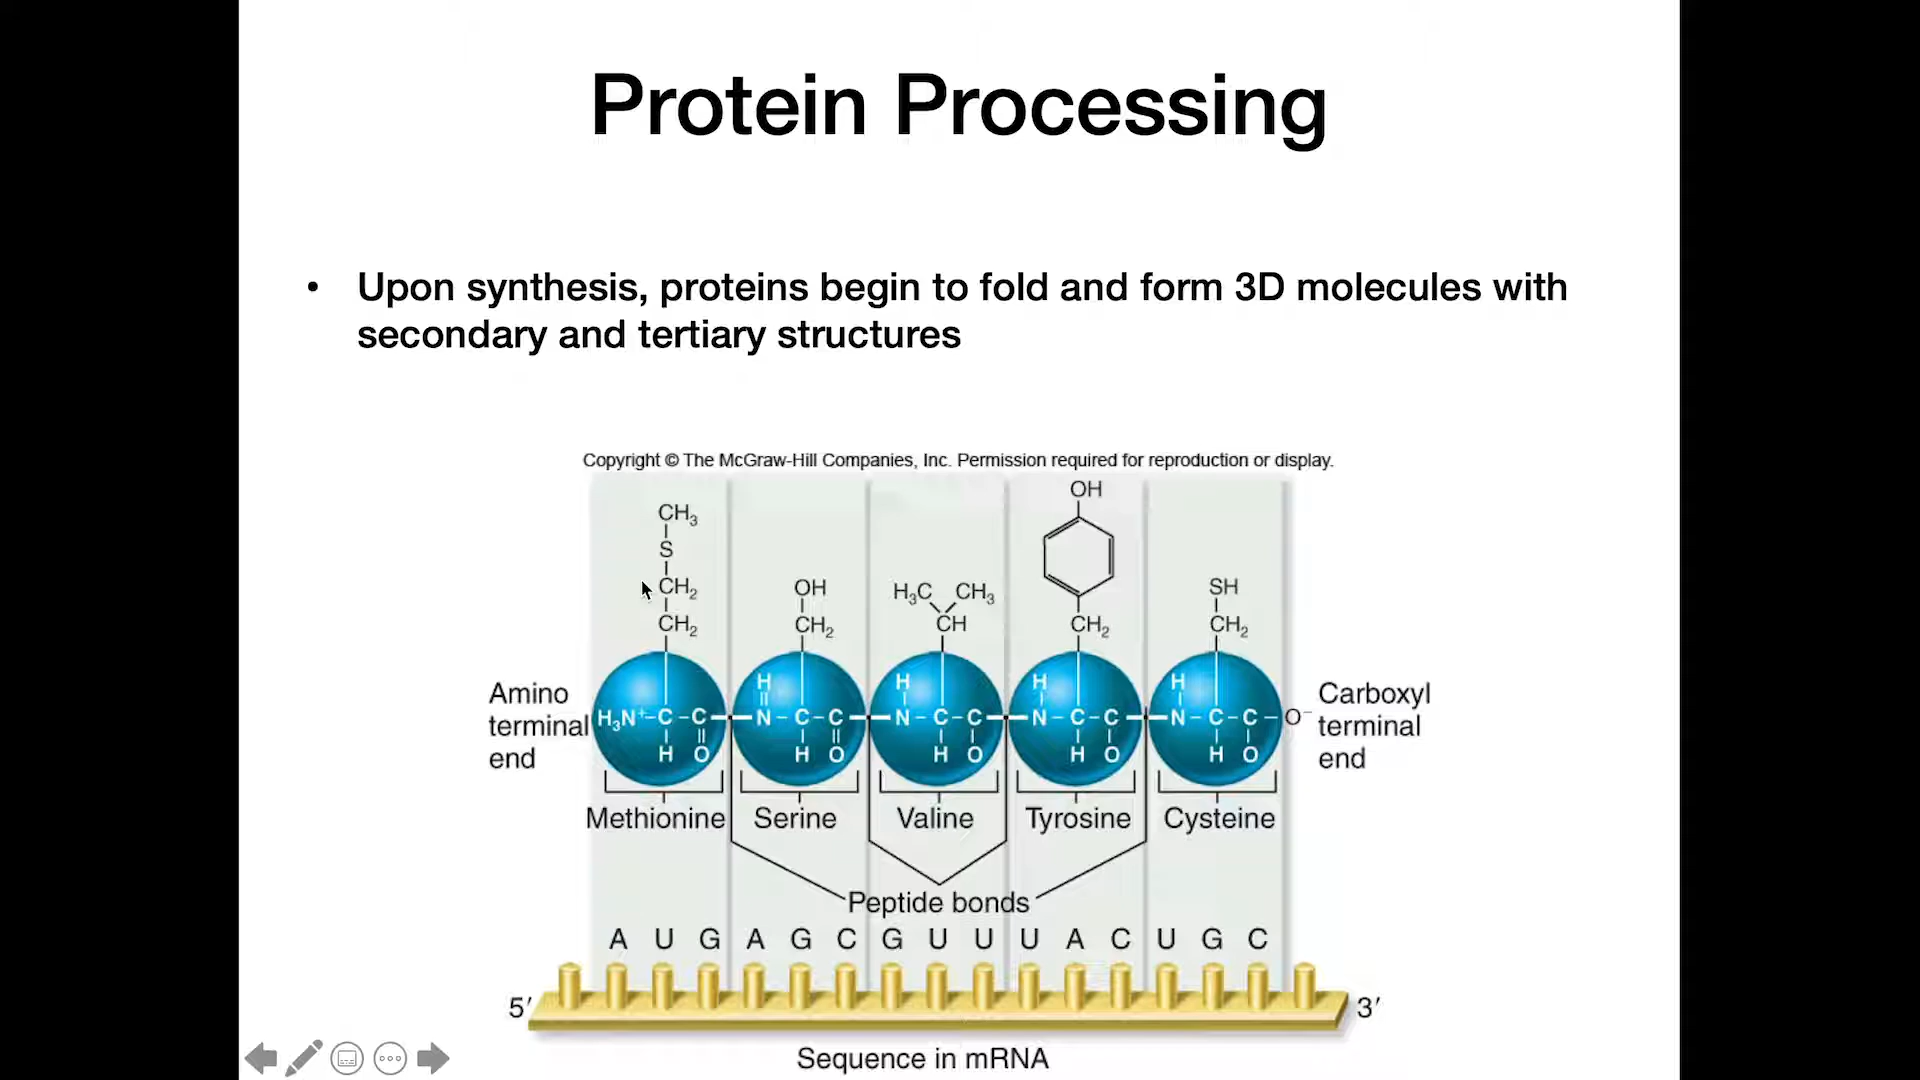 Protein Processing
• Upon synthesis, proteins begin to fold and form 3D molecules with
secondary and tertiary structures
Copyright © The McGraw-Hill Companies, Inc. Permission required for reproduction or display.
OH
CH₃
S
CH₂
CH₂
OH
CH₂
H₃C CH₃
CH
CH₂
SH
CH₂
Amino
terminal
end
H₃N⁺–C–C
H O
H
N–C–C
H O
H
N–C–C
H O
H
N–C–C
H O
H
N–C–C–O⁻
H O
Carboxyl
terminal
end
Methionine Serine Valine Tyrosine Cysteine
Peptide bonds
A U G A G C G U U U A C U G C
5′ 3′
Sequence in mRNA